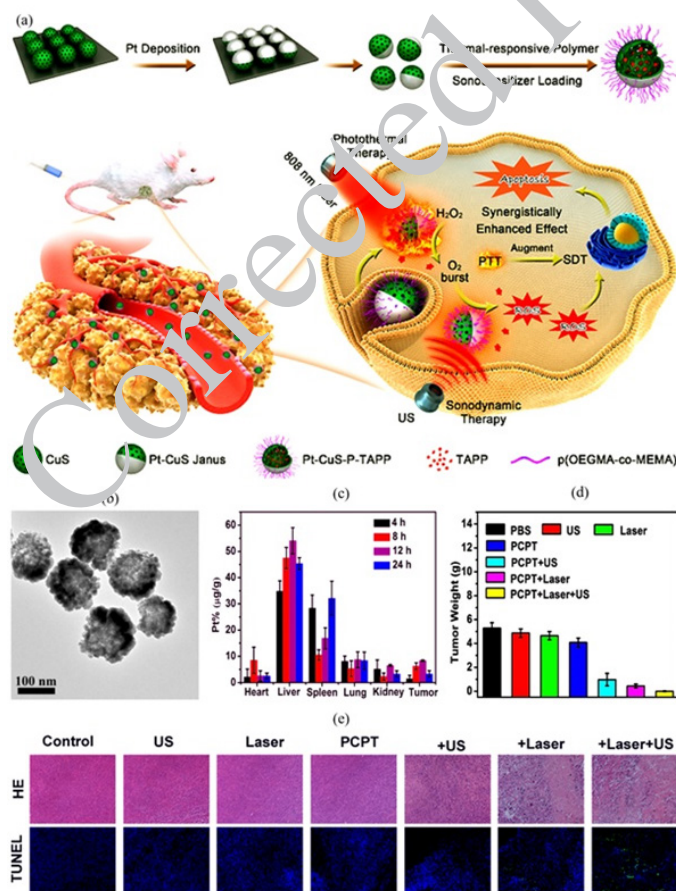 (a)
Pt Deposition
Thermal-responsive Polymer
Sonosensitizer Loading
Photothermal
Therapy
808 nm
H₂O₂
O₂
burst
Apoptosis
Synergistically
Enhanced Effect
Augment
PTT
SDT
ROS
ROS
US
Sonodynamic
Therapy
CuS
Pt-CuS Janus
Pt-CuS-P-TAPP
TAPP
p(OEGMA-co-MEMA)
Corrected
(b)
(c)
(d)
100 nm
Pt% (µg/g)
60
50
40
30
20
10
0
4 h
8 h
12 h
24 h
Heart Liver Spleen Lung Kidney Tumor
Tumor Weight (g)
14
12
10
8
6
4
2
0
PBS US Laser
PCPT
PCPT+US
PCPT+Laser
PCPT+Laser+US
(e)
Control US Laser PCPT +US +Laser +Laser+US
HE
TUNEL